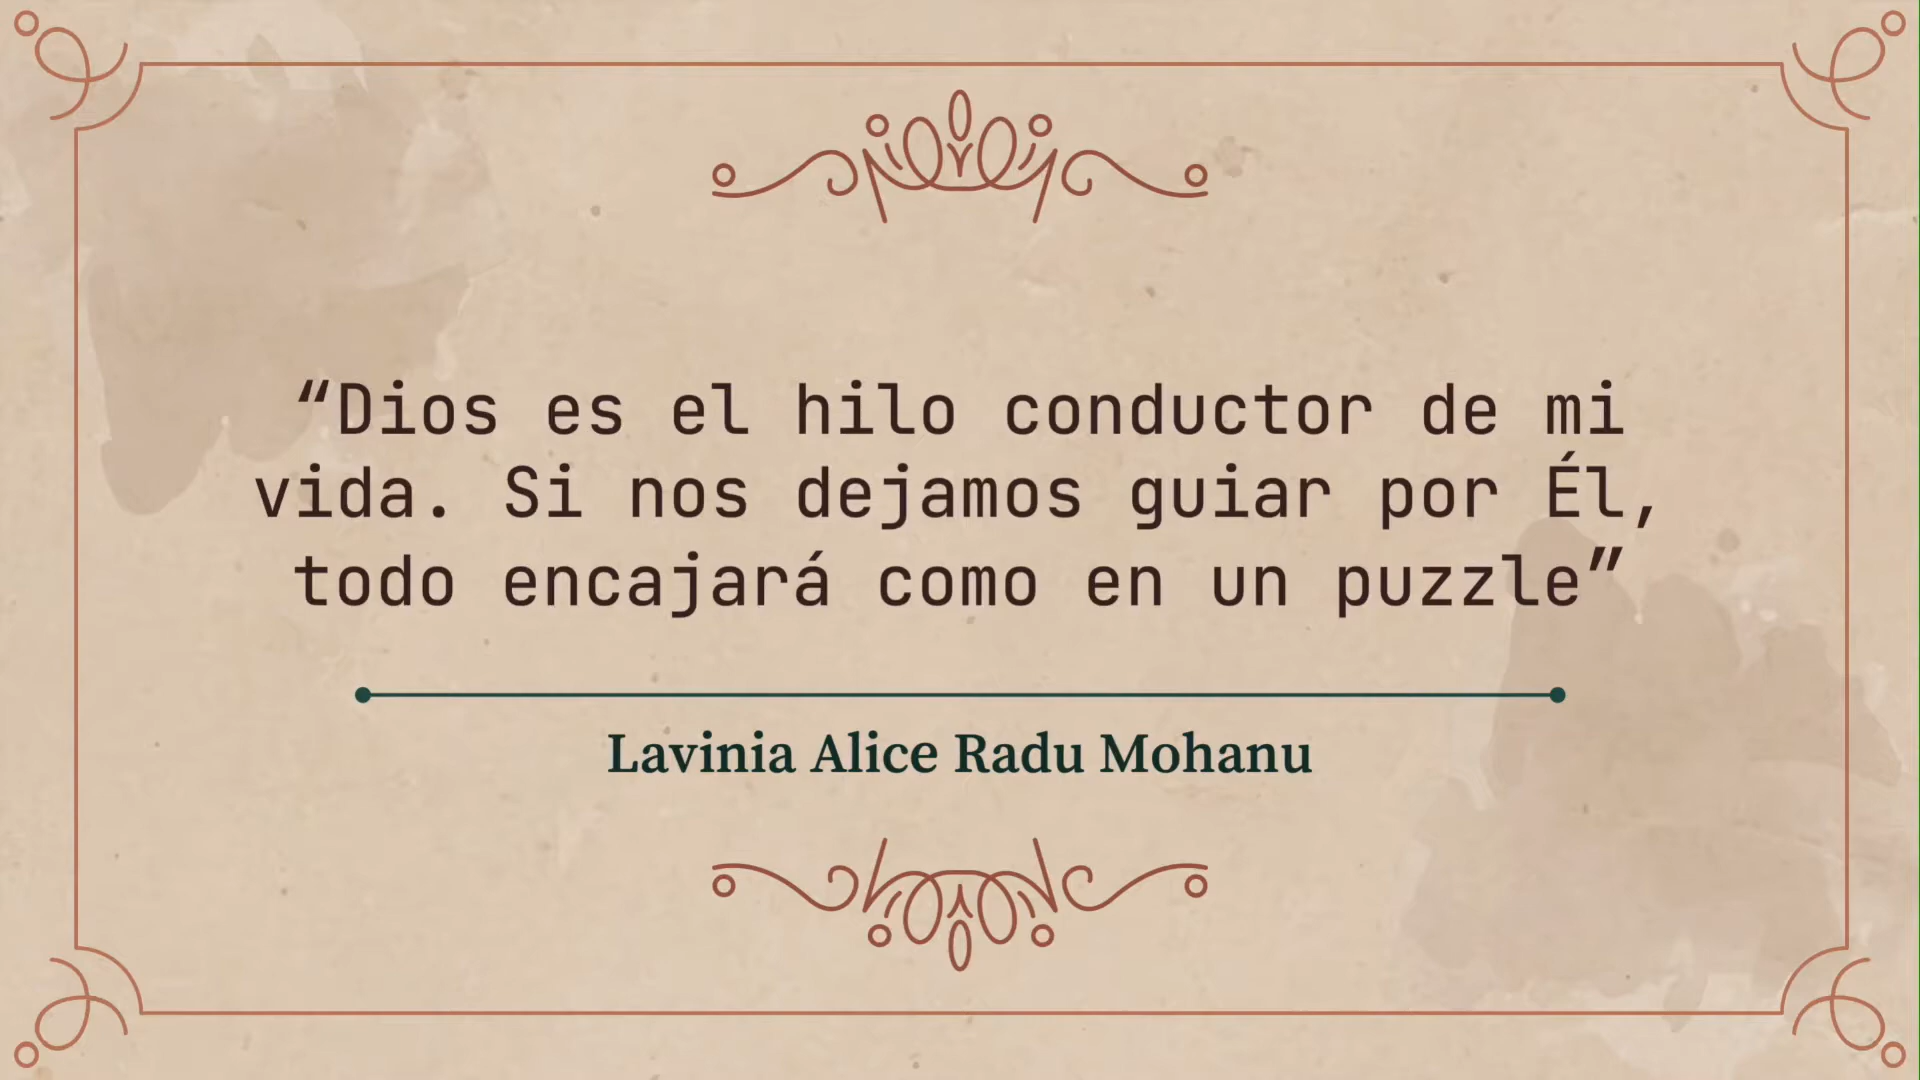 “Dios es el hilo conductor de mi
vida. Si nos dejamos guiar por Él,
todo encajará como en un puzzle”
Lavinia Alice Radu Mohanu